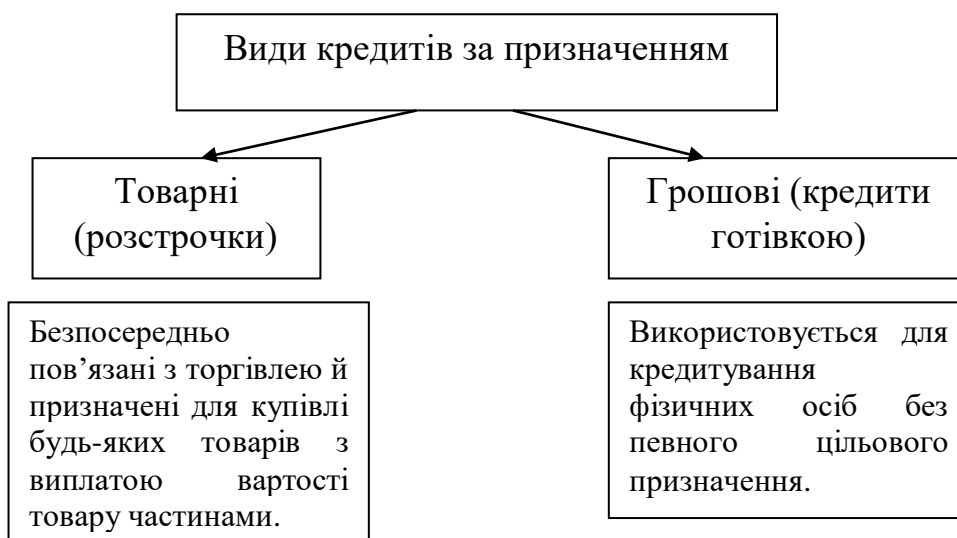 Види кредитів за призначенням
Товарні
(розстрочки)
Грошові (кредити
готівкою)
Безпосередньо
пов’язані з торгівлею й
призначені для купівлі
будь-яких товарів з
виплатою вартості
товару частинами.
Використовується для
кредитування
фізичних осіб без
певного цільового
призначення.